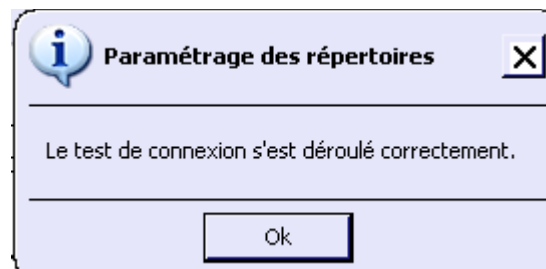 Paramétrage des répertoires
Le test de connexion s'est déroulé correctement.
Ok